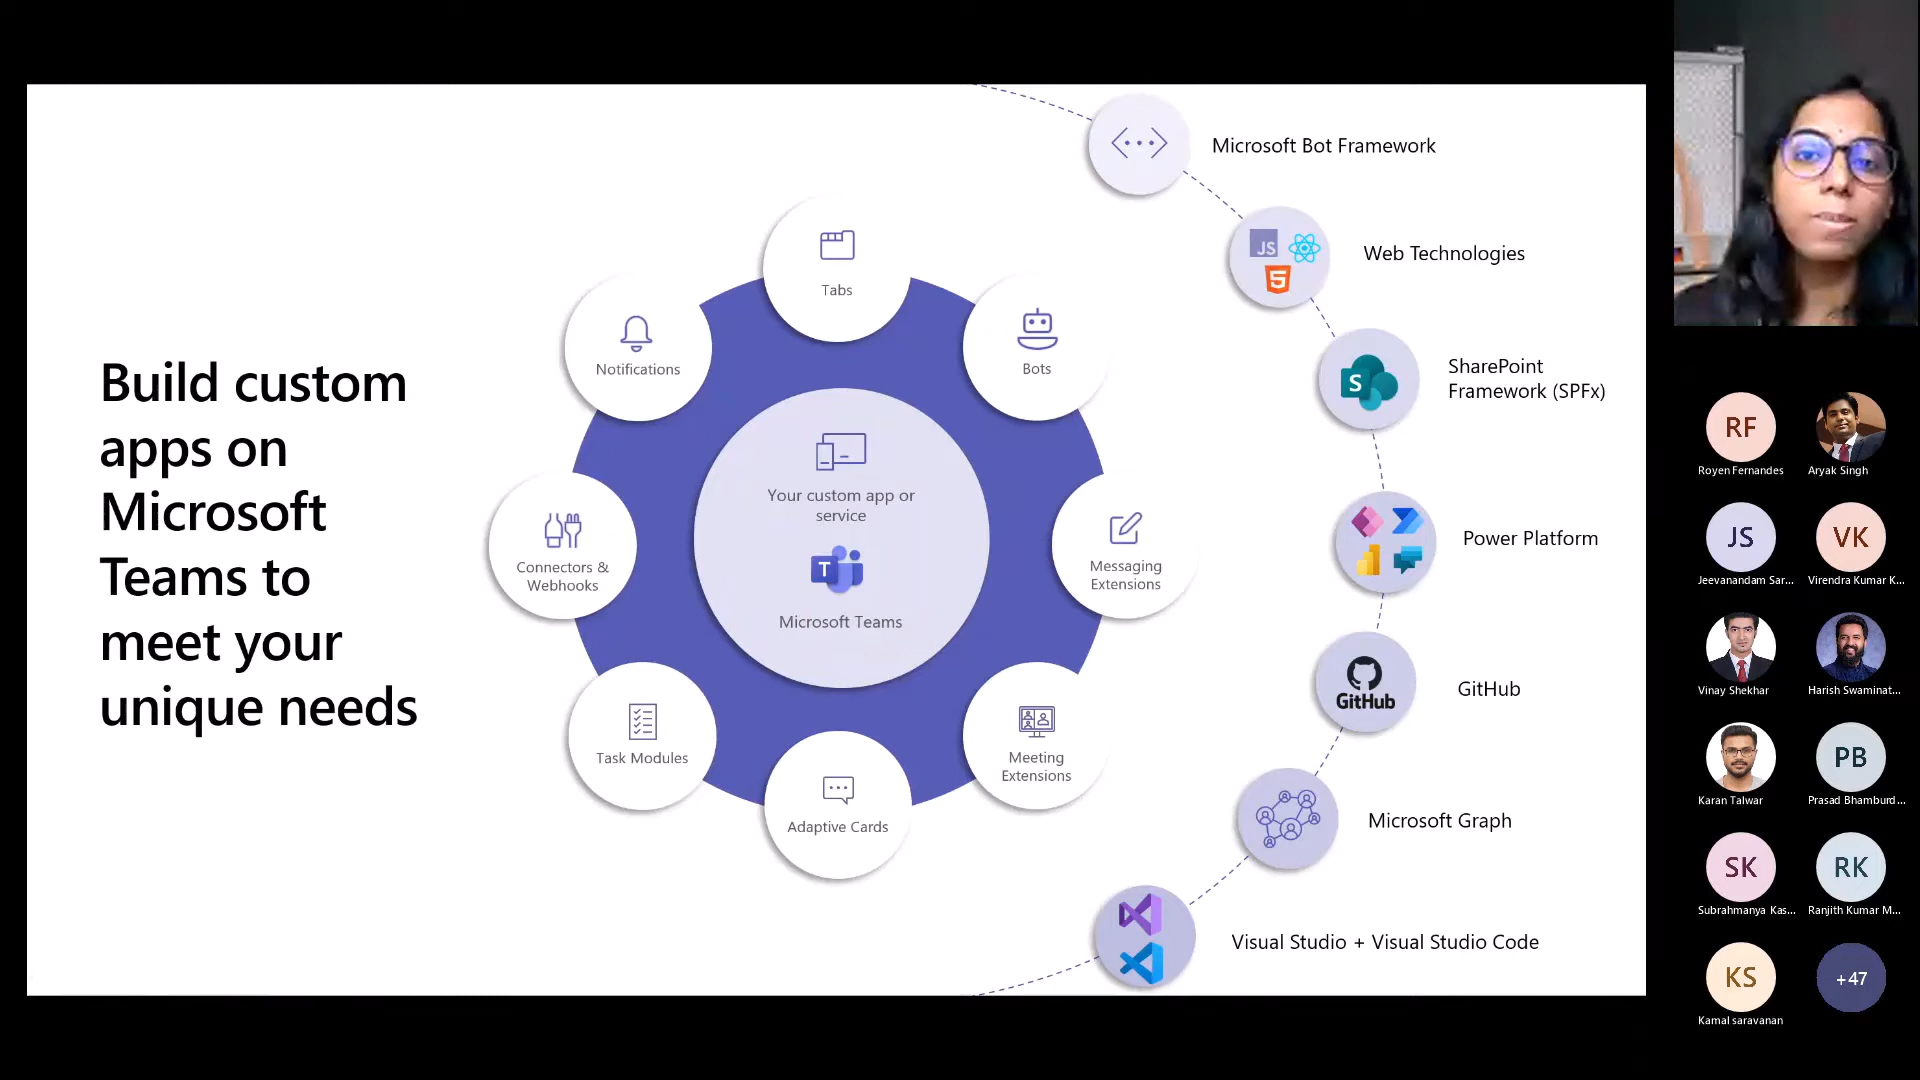 Build custom
apps on
Microsoft
Teams to
meet your
unique needs
Tabs
Notifications
Bots
Connectors &
Webhooks
Your custom app or
service
T
Microsoft Teams
Messaging
Extensions
Task Modules
Meeting
Extensions
Adaptive Cards
Microsoft Bot Framework
JS
5
Web Technologies
S
SharePoint
Framework (SPFx)
Power Platform
GitHub
GitHub
Microsoft Graph
Visual Studio + Visual Studio Code
RF
Royen Fernandes
Aryak Singh
JS
Jeevanandam Sar...
VK
Virendra Kumar K...
Vinay Shekhar
Harish Swaminat...
Karan Talwar
PB
Prasad Bhamburd...
SK
Subrahmanya Kas...
RK
Ranjith Kumar M...
KS
Kamal saravanan
+47